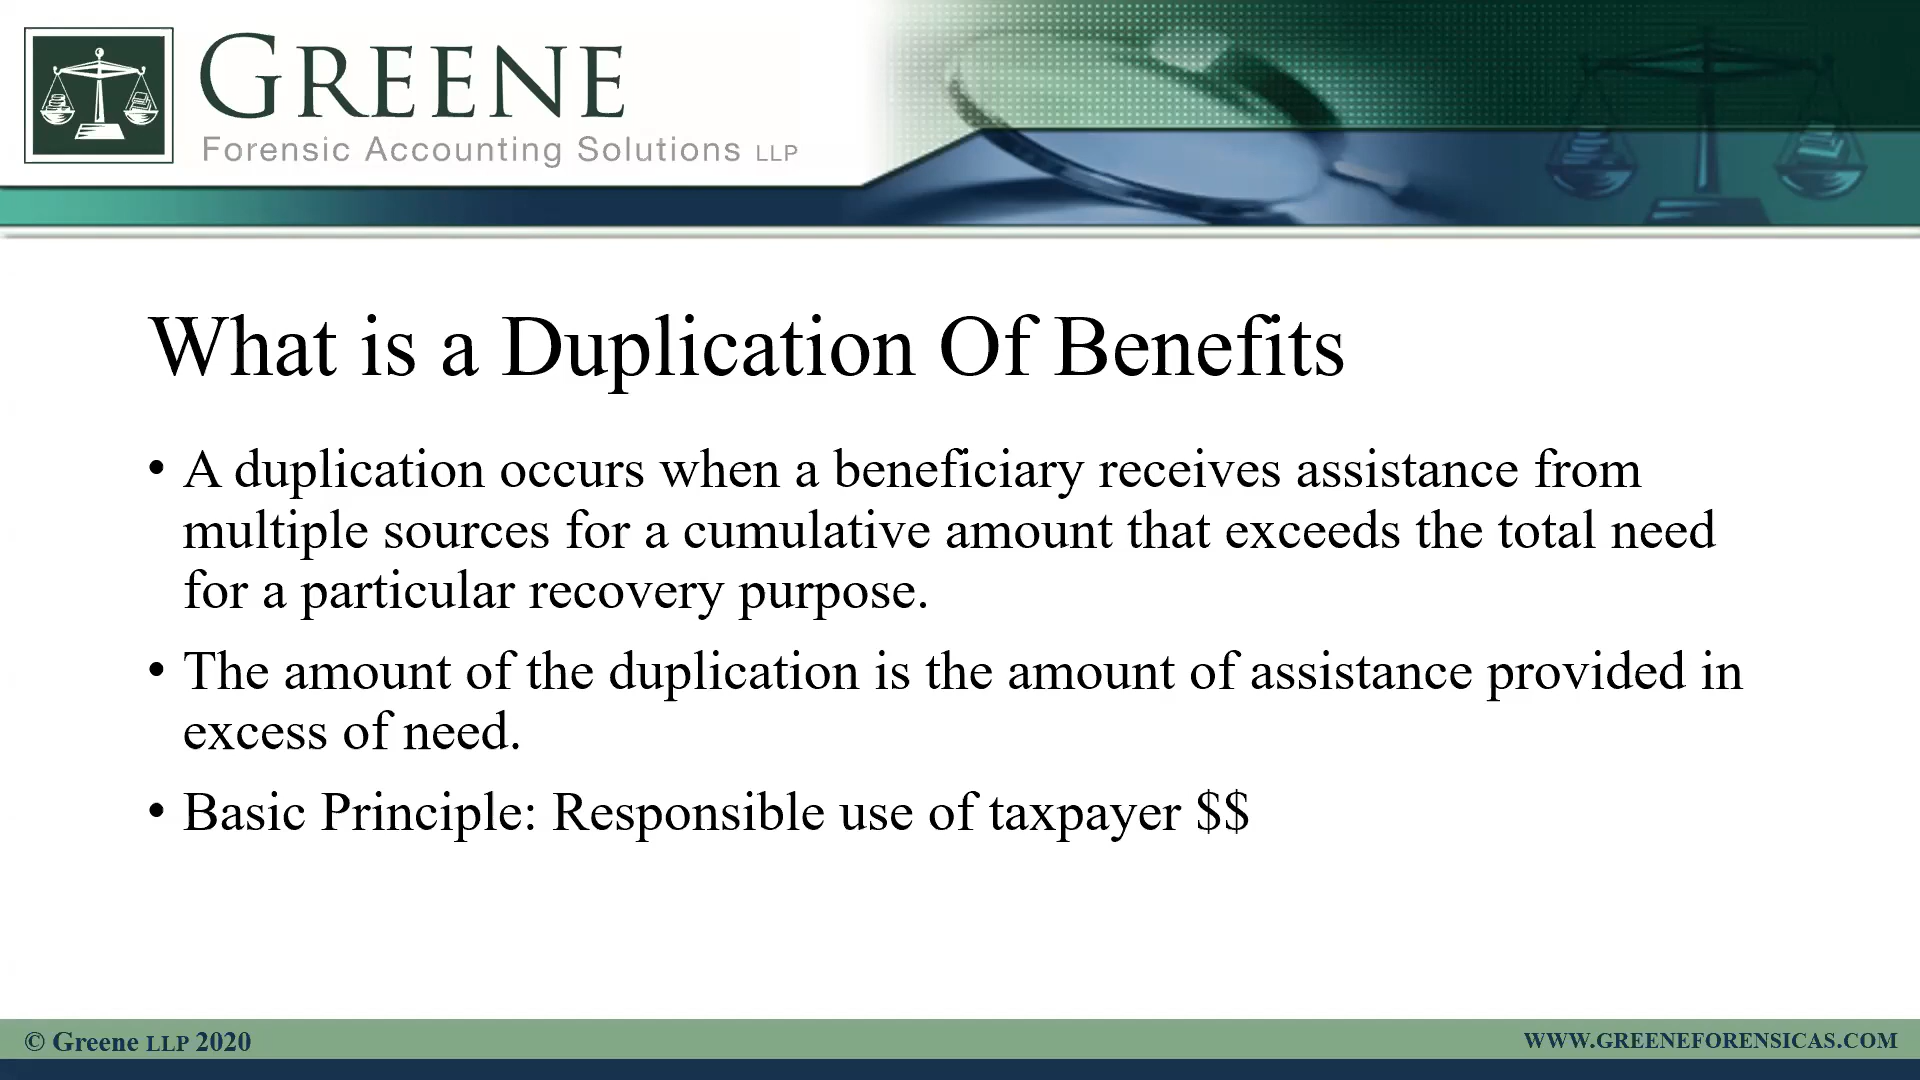 GREENE
Forensic Accounting Solutions LLP
What is a Duplication Of Benefits
• A duplication occurs when a beneficiary receives assistance from
multiple sources for a cumulative amount that exceeds the total need
for a particular recovery purpose.
• The amount of the duplication is the amount of assistance provided in
excess of need.
• Basic Principle: Responsible use of taxpayer $$
© Greene LLP 2020
WWW.GREENEFORENSICAS.COM